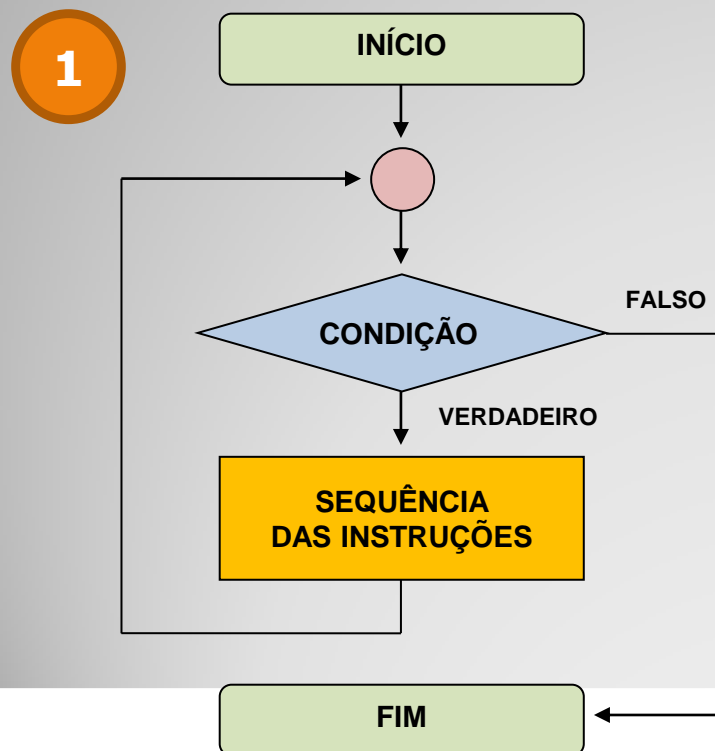 1
INÍCIO
CONDIÇÃO
FALSO
VERDADEIRO
SEQUÊNCIA
DAS INSTRUÇÕES
FIM